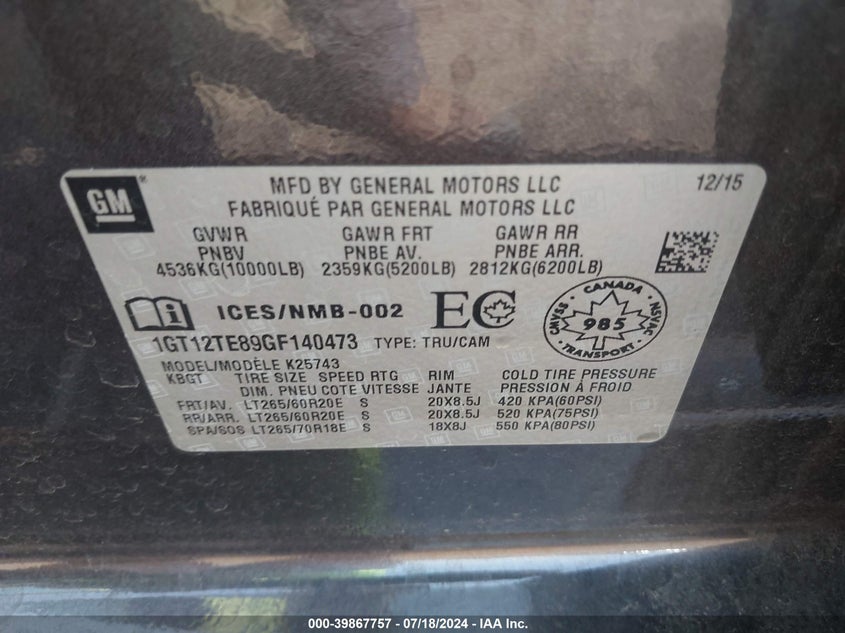 GM ®
MFD BY GENERAL MOTORS LLC 12/15
FABRIQUÉ PAR GENERAL MOTORS LLC
GVWR GAWR FRT GAWR RR
PNBV PNBE AV. PNBE ARR.
4536KG(10000LB) 2359KG(5200LB) 2812KG(6200LB)
ICES/NMB-002 EC
CANADA
CMVSS 985 NSVAC
TRANSPORT
1GT12TE89GF140473 TYPE: TRU/CAM
MODEL/MODÈLE K25743
KBGT TIRE SIZE SPEED RTG RIM COLD TIRE PRESSURE
DIM. PNEU COTE VITESSE JANTE PRESSION À FROID
FRT/AV. LT265/60R20E S 20X8.5J 420 KPA(60PSI)
RR/ARR. LT265/60R20E S 20X8.5J 520 KPA(75PSI)
SPA/SOS LT265/70R18E S 18X8J 550 KPA(80PSI)
000-39867757 - 07/18/2024 - IAA Inc.